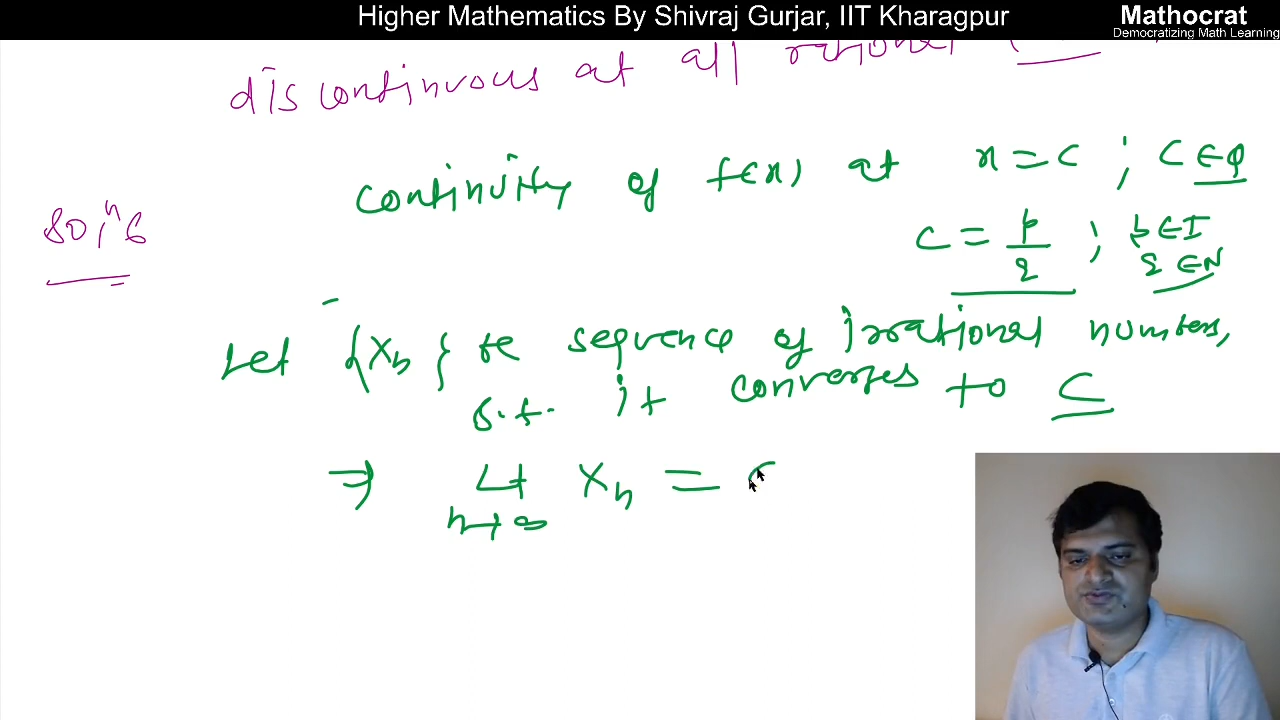 Higher Mathematics By Shivraj Gurjar, IIT Kharagpur
Mathocrat
Democratizing Math Learning
discontinuous at all rational
Continuity of f(x) at x = c ; c ∈ Q
Sol^n:
c = p/q ; p ∈ I
q ∈ N
Let {x_n} be sequence of irrational numbers,
s.t. it converges to c
⇒ Lt x_n =
n→∞